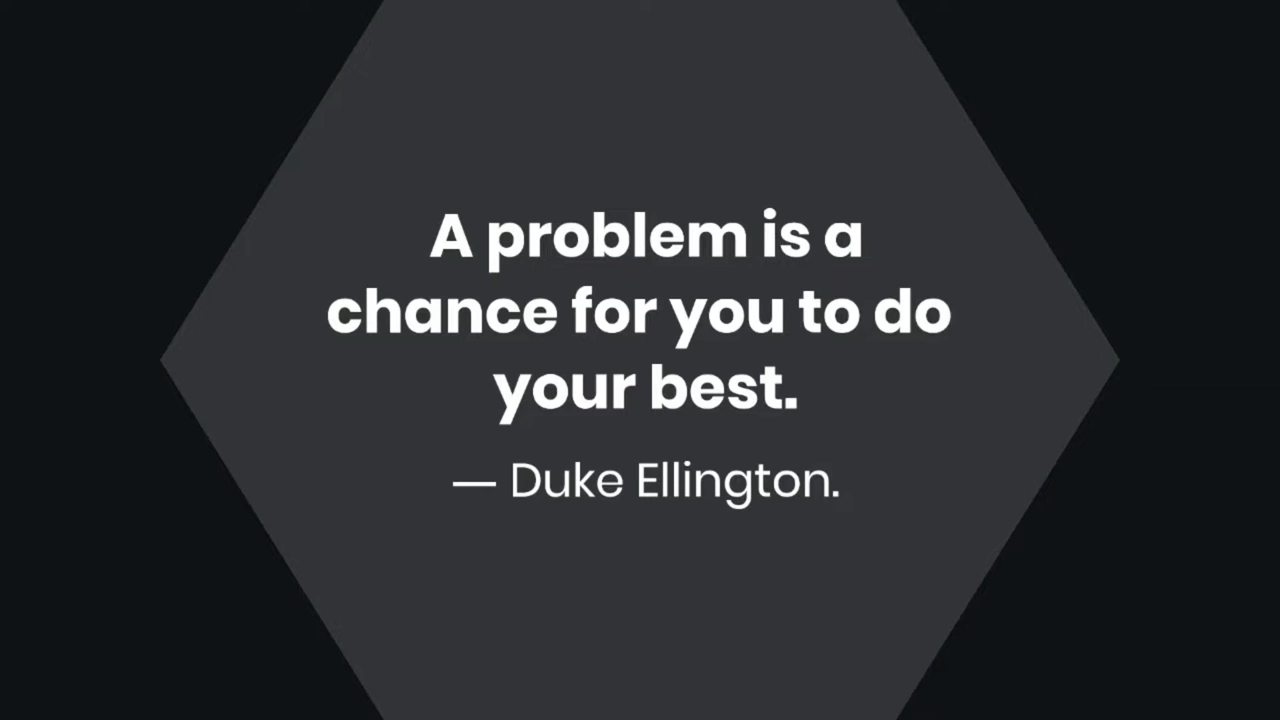 A problem is a
chance for you to do
your best.
— Duke Ellington.